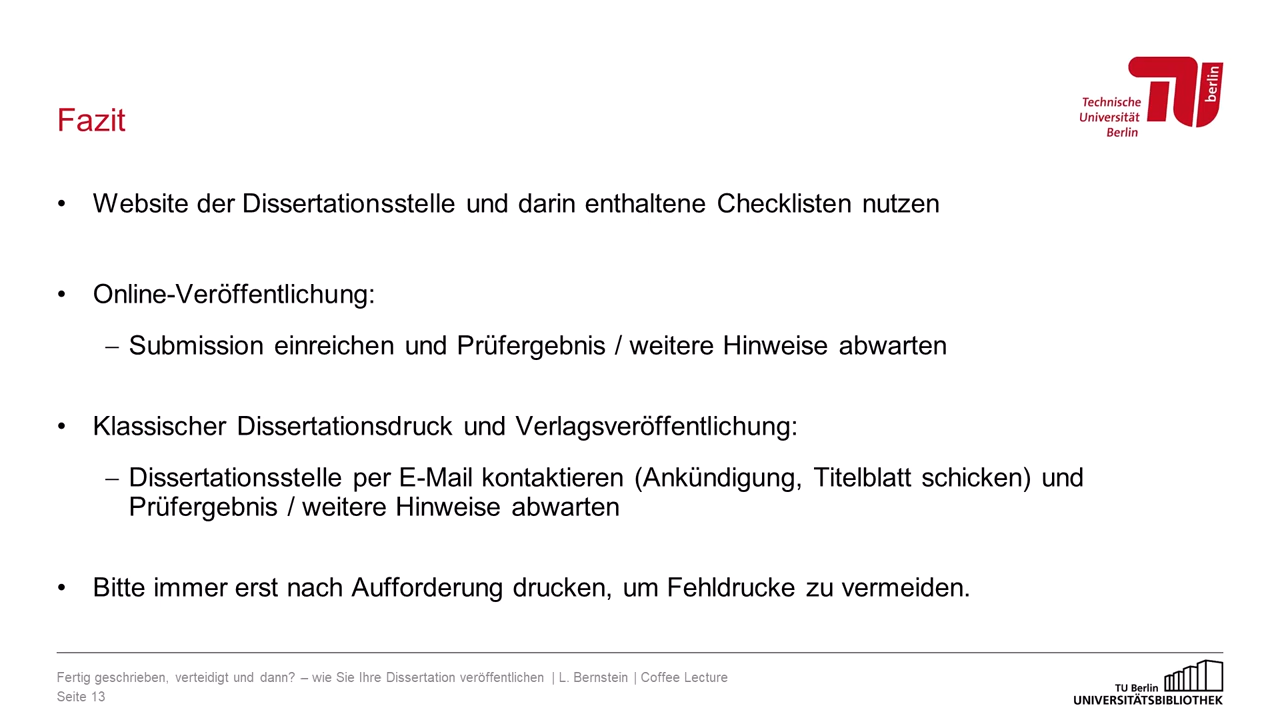 Technische
Universität
Berlin
berlin
Fazit
• Website der Dissertationsstelle und darin enthaltene Checklisten nutzen
• Online-Veröffentlichung:
– Submission einreichen und Prüfergebnis / weitere Hinweise abwarten
• Klassischer Dissertationsdruck und Verlagsveröffentlichung:
– Dissertationsstelle per E-Mail kontaktieren (Ankündigung, Titelblatt schicken) und
Prüfergebnis / weitere Hinweise abwarten
• Bitte immer erst nach Aufforderung drucken, um Fehldrucke zu vermeiden.
Fertig geschrieben, verteidigt und dann? – wie Sie Ihre Dissertation veröffentlichen | L. Bernstein | Coffee Lecture
Seite 13
TU Berlin
UNIVERSITÄTSBIBLIOTHEK